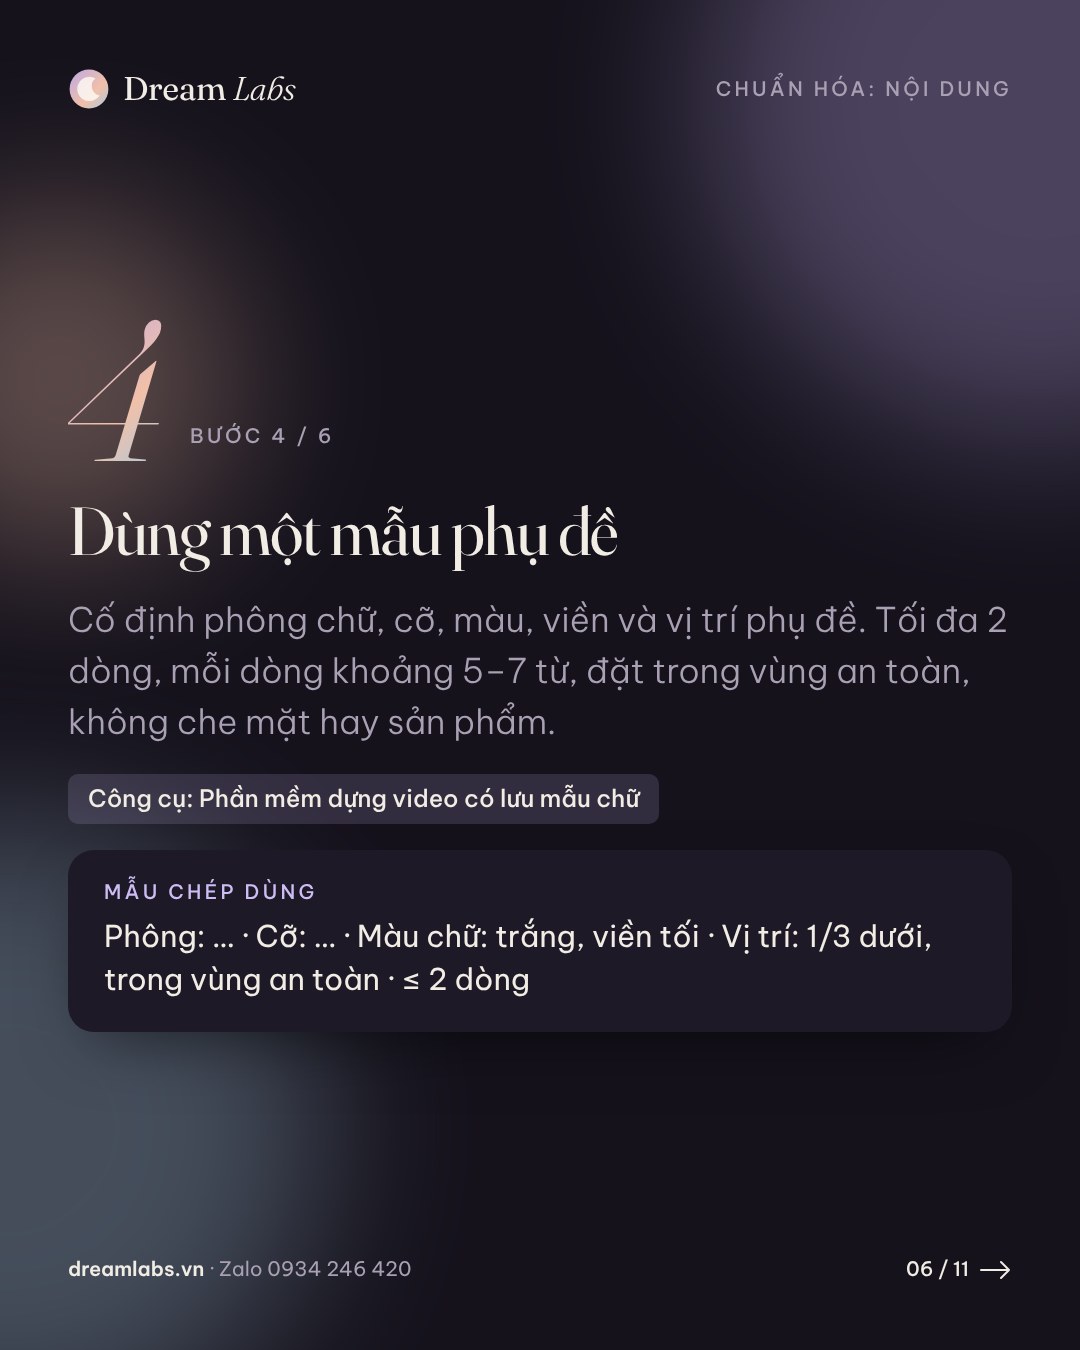 Dream Labs
CHUẨN HÓA: NỘI DUNG
4
BƯỚC 4 / 6
Dùng một mẫu phụ đề
Cố định phông chữ, cỡ, màu, viền và vị trí phụ đề. Tối đa 2
dòng, mỗi dòng khoảng 5–7 từ, đặt trong vùng an toàn,
không che mặt hay sản phẩm.
Công cụ: Phần mềm dựng video có lưu mẫu chữ
MẪU CHÉP DÙNG
Phông: … · Cỡ: … · Màu chữ: trắng, viền tối · Vị trí: 1/3 dưới,
trong vùng an toàn · ≤ 2 dòng
dreamlabs.vn · Zalo 0934 246 420
06 / 11 →